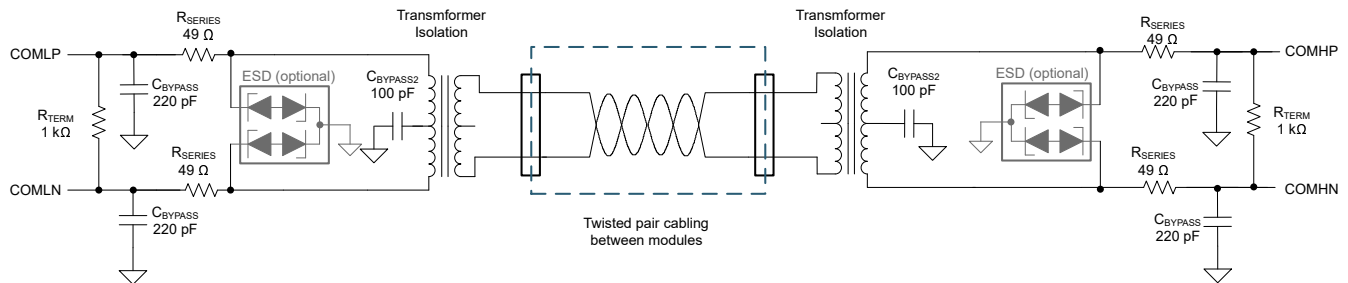 Transmformer
Isolation
Transmformer
Isolation
RSERIES
49 Ω
COMLP
CBYPASS
220 pF
RTERM
1 kΩ
ESD (optional)
CBYPASS2
100 pF
RSERIES
49 Ω
COMLN
CBYPASS
220 pF
Twisted pair cabling
between modules
CBYPASS2
100 pF
ESD (optional)
RSERIES
49 Ω
COMHP
CBYPASS
220 pF
RTERM
1 kΩ
RSERIES
49 Ω
COMHN
CBYPASS
220 pF